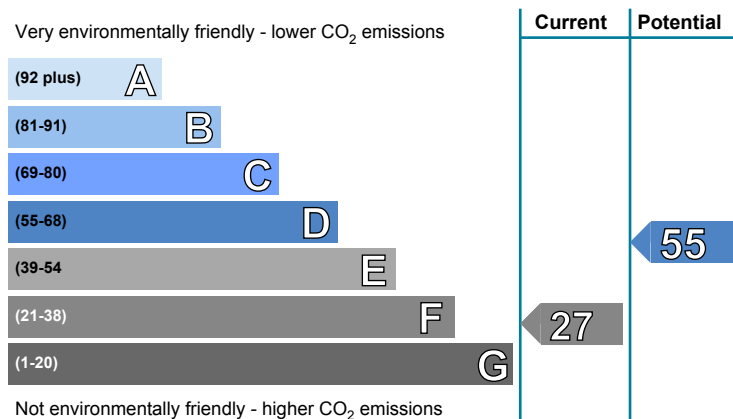 Current Potential
Very environmentally friendly - lower CO₂ emissions
(92 plus) A
(81-91) B
(69-80) C
(55-68) D
55
(39-54 E
(21-38) F
27
(1-20) G
Not environmentally friendly - higher CO₂ emissions